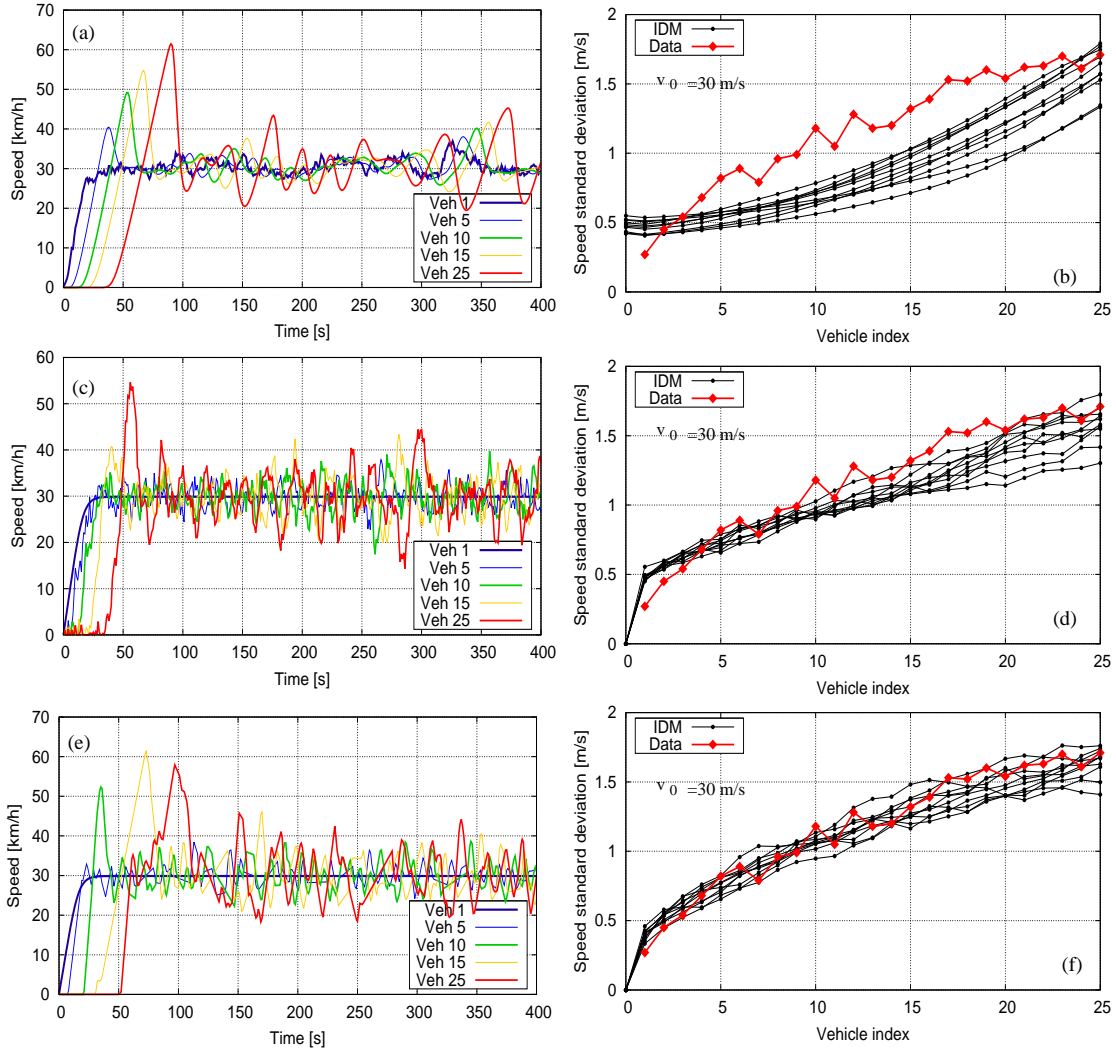 (a)
Speed [km/h]
70
60
50
40
30
20
10
0
0 50 100 150 200 250 300 350 400
Time [s]
Veh 1
Veh 5
Veh 10
Veh 15
Veh 25
(b)
Speed standard deviation [m/s]
2
1.5
1
0.5
0
0 5 10 15 20 25
Vehicle index
IDM
Data
v 0 =30 m/s
(c)
Speed [km/h]
60
50
40
30
20
10
0
0 50 100 150 200 250 300 350 400
Time [s]
Veh 1
Veh 5
Veh 10
Veh 15
Veh 25
(d)
Speed standard deviation [m/s]
2
1.5
1
0.5
0
0 5 10 15 20 25
Vehicle index
IDM
Data
v 0 =30 m/s
(e)
Speed [km/h]
70
60
50
40
30
20
10
0
0 50 100 150 200 250 300 350 400
Time [s]
Veh 1
Veh 5
Veh 10
Veh 15
Veh 25
(f)
Speed standard deviation [m/s]
2
1.5
1
0.5
0
0 5 10 15 20 25
Vehicle index
IDM
Data
v 0 =30 m/s